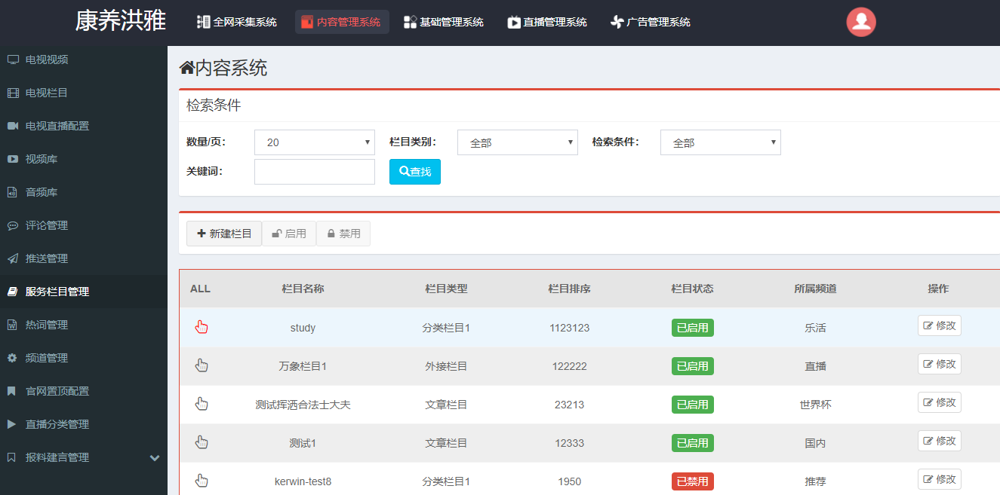 康养洪雅 全网采集系统 内容管理系统 基础管理系统 直播管理系统 广告管理系统
电视视频
电视栏目
电视直播配置
视频库
音频库
评论管理
推送管理
服务栏目管理
热词管理
频道管理
官网置顶配置
直播分类管理
报料建言管理
内容系统
检索条件
数量/页: 20 栏目类别: 全部 检索条件: 全部
关键词: 查找
新建栏目 启用 禁用
ALL 栏目名称 栏目类型 栏目排序 栏目状态 所属频道 操作
study 分类栏目1 1123123 已启用 乐活 修改
万象栏目1 外接栏目 122222 已启用 直播 修改
测试挥洒合法士大夫 文章栏目 23213 已启用 世界杯 修改
测试1 文章栏目 12333 已启用 国内 修改
kerwin-test8 分类栏目1 1950 已禁用 推荐 修改